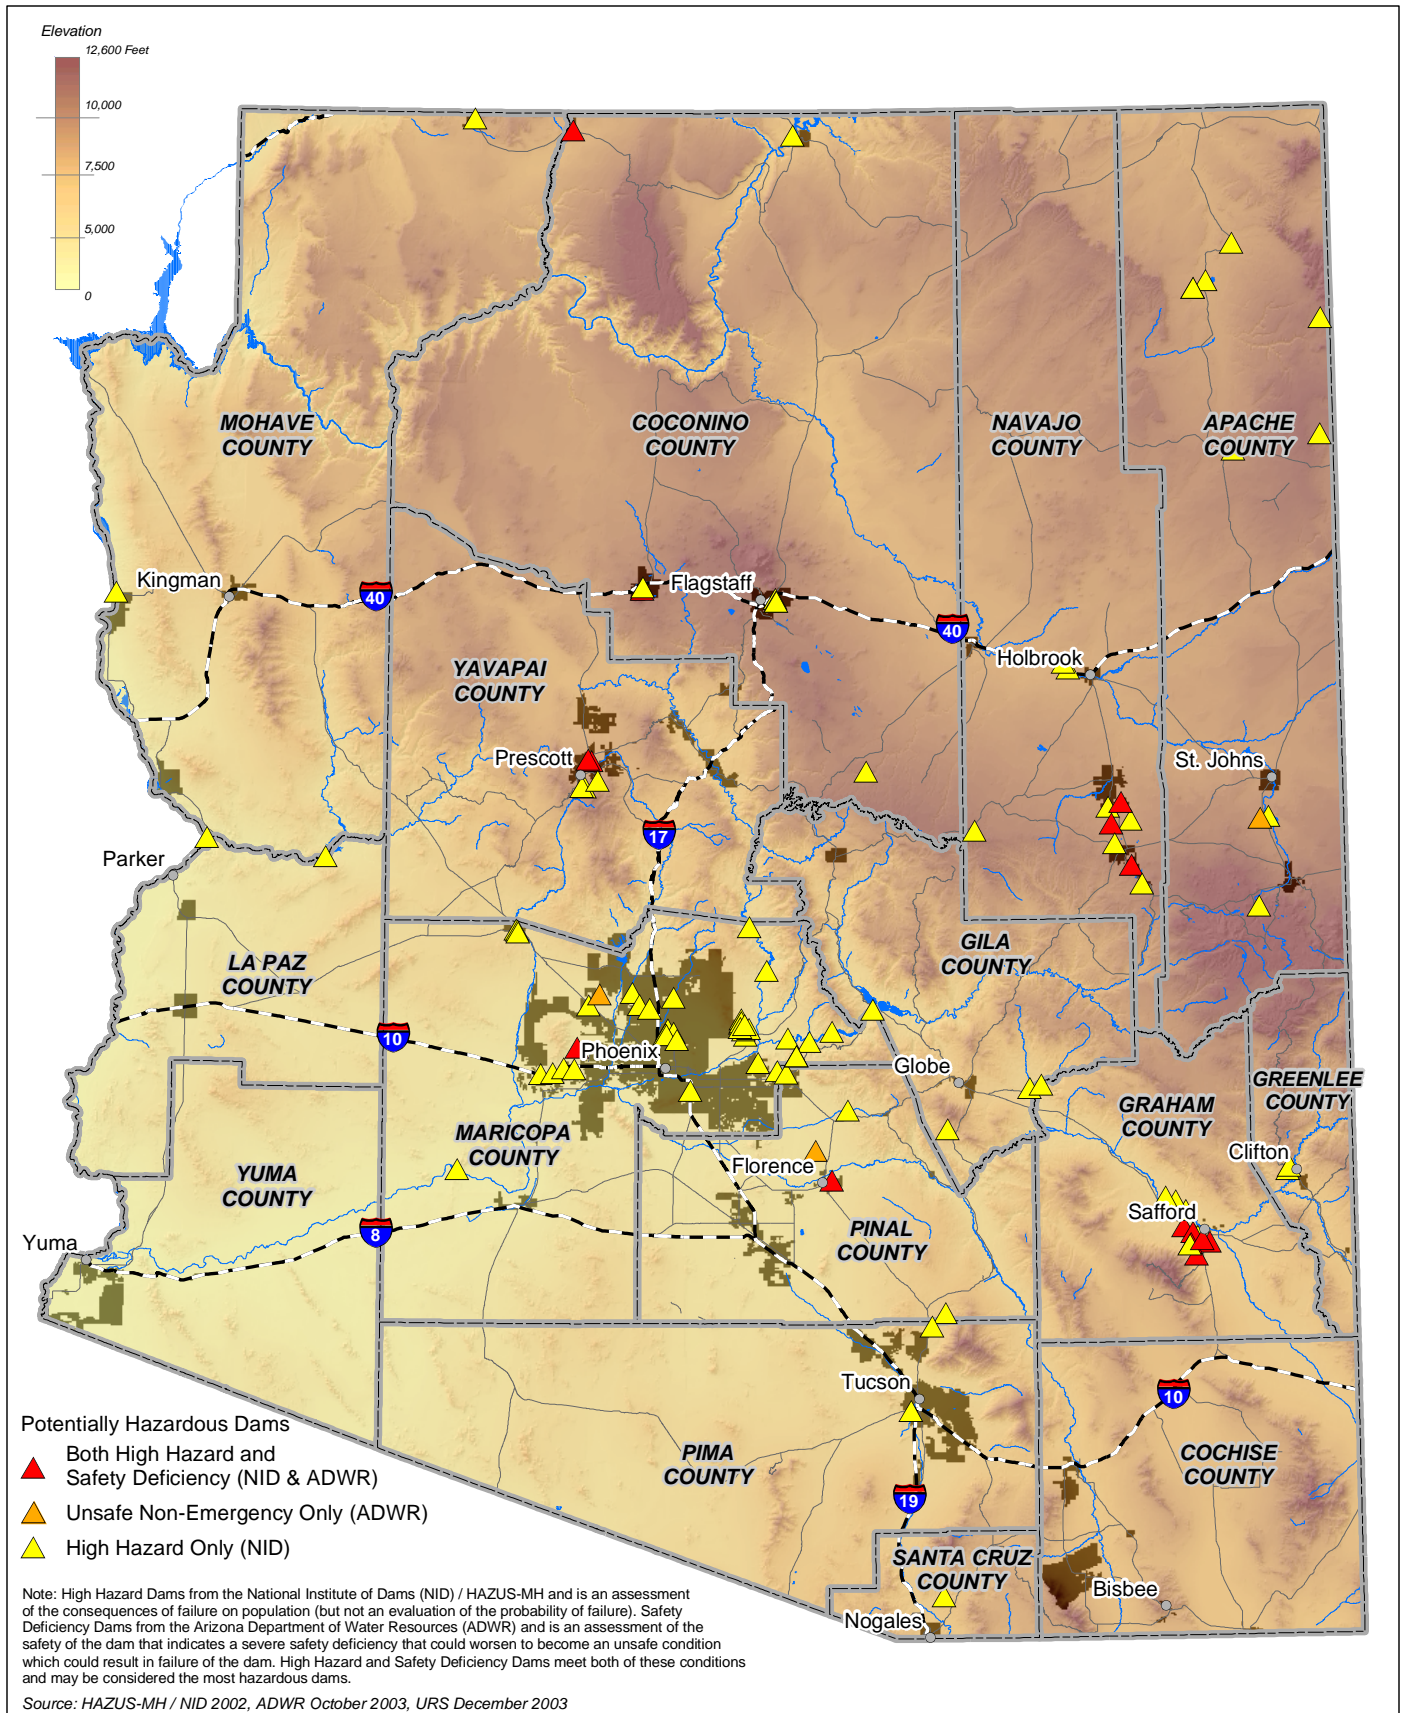 Elevation
12,600 Feet
10,000
7,500
5,000
0
MOHAVE
COUNTY
COCONINO
COUNTY
NAVAJO
COUNTY
APACHE
COUNTY
Kingman
40
Flagstaff
40
Holbrook
YAVAPAI
COUNTY
Prescott
St. Johns
17
Parker
LA PAZ
COUNTY
GILA
COUNTY
10
Phoenix
Globe
GREENLEE
COUNTY
GRAHAM
COUNTY
MARICOPA
COUNTY
Clifton
Florence
YUMA
COUNTY
Safford
8
PINAL
COUNTY
Yuma
Tucson
10
PIMA
COUNTY
COCHISE
COUNTY
19
SANTA CRUZ
COUNTY
Bisbee
Nogales
Potentially Hazardous Dams
Both High Hazard and
Safety Deficiency (NID & ADWR)
Unsafe Non-Emergency Only (ADWR)
High Hazard Only (NID)
Note: High Hazard Dams from the National Institute of Dams (NID) / HAZUS-MH and is an assessment
of the consequences of failure on population (but not an evaluation of the probability of failure). Safety
Deficiency Dams from the Arizona Department of Water Resources (ADWR) and is an assessment of the
safety of the dam that indicates a severe safety deficiency that could worsen to become an unsafe condition
which could result in failure of the dam. High Hazard and Safety Deficiency Dams meet both of these conditions
and may be considered the most hazardous dams.
Source: HAZUS-MH / NID 2002, ADWR October 2003, URS December 2003